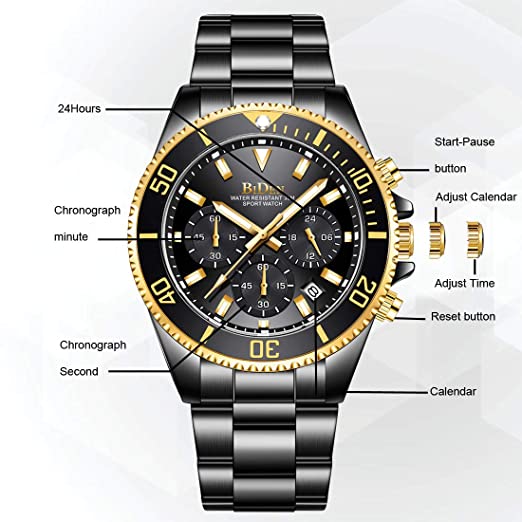 24Hours
Start-Pause
button
Adjust Calendar
Chronograph
minute
Adjust Time
Reset button
Chronograph
Second
Calendar
BIDEN
WATER RESISTANT
SPORT WATCH
60
45 15
30
24
18 06
12
60
45 15
30
10
20
30
40
50